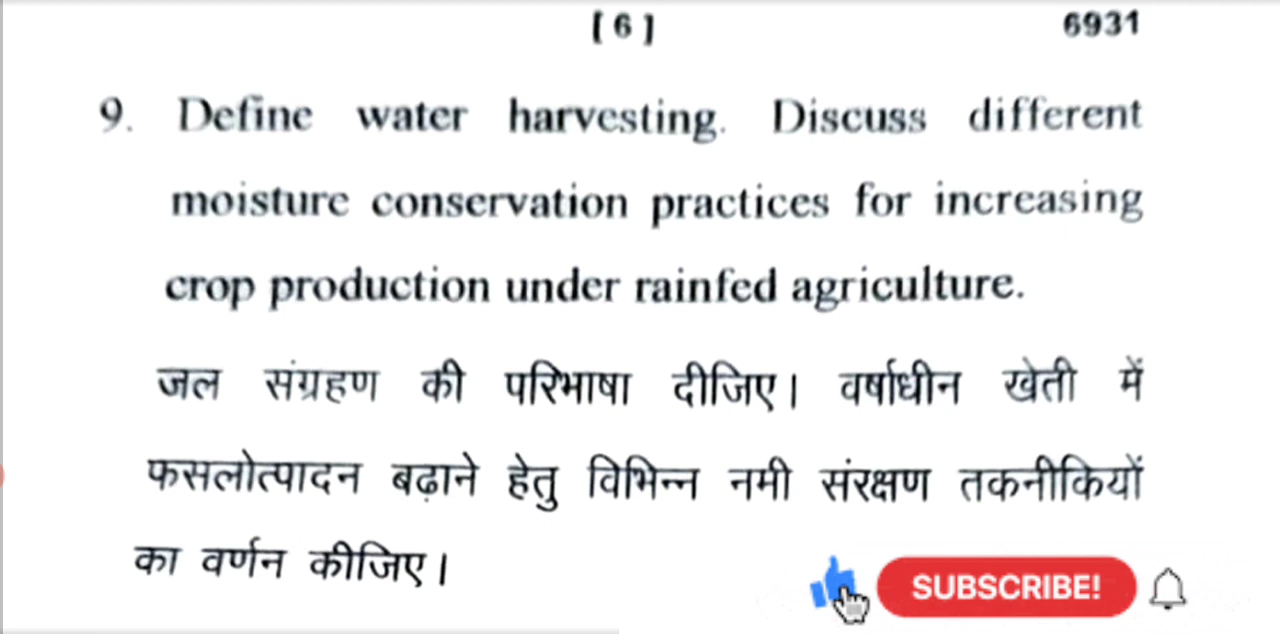 [ 6 ] 6931
9. Define water harvesting. Discuss different
moisture conservation practices for increasing
crop production under rainfed agriculture.
जल संग्रहण की परिभाषा दीजिए। वर्षाधीन खेती में
फसलोत्पादन बढ़ाने हेतु विभिन्न नमी संरक्षण तकनीकियों
का वर्णन कीजिए।
SUBSCRIBE!